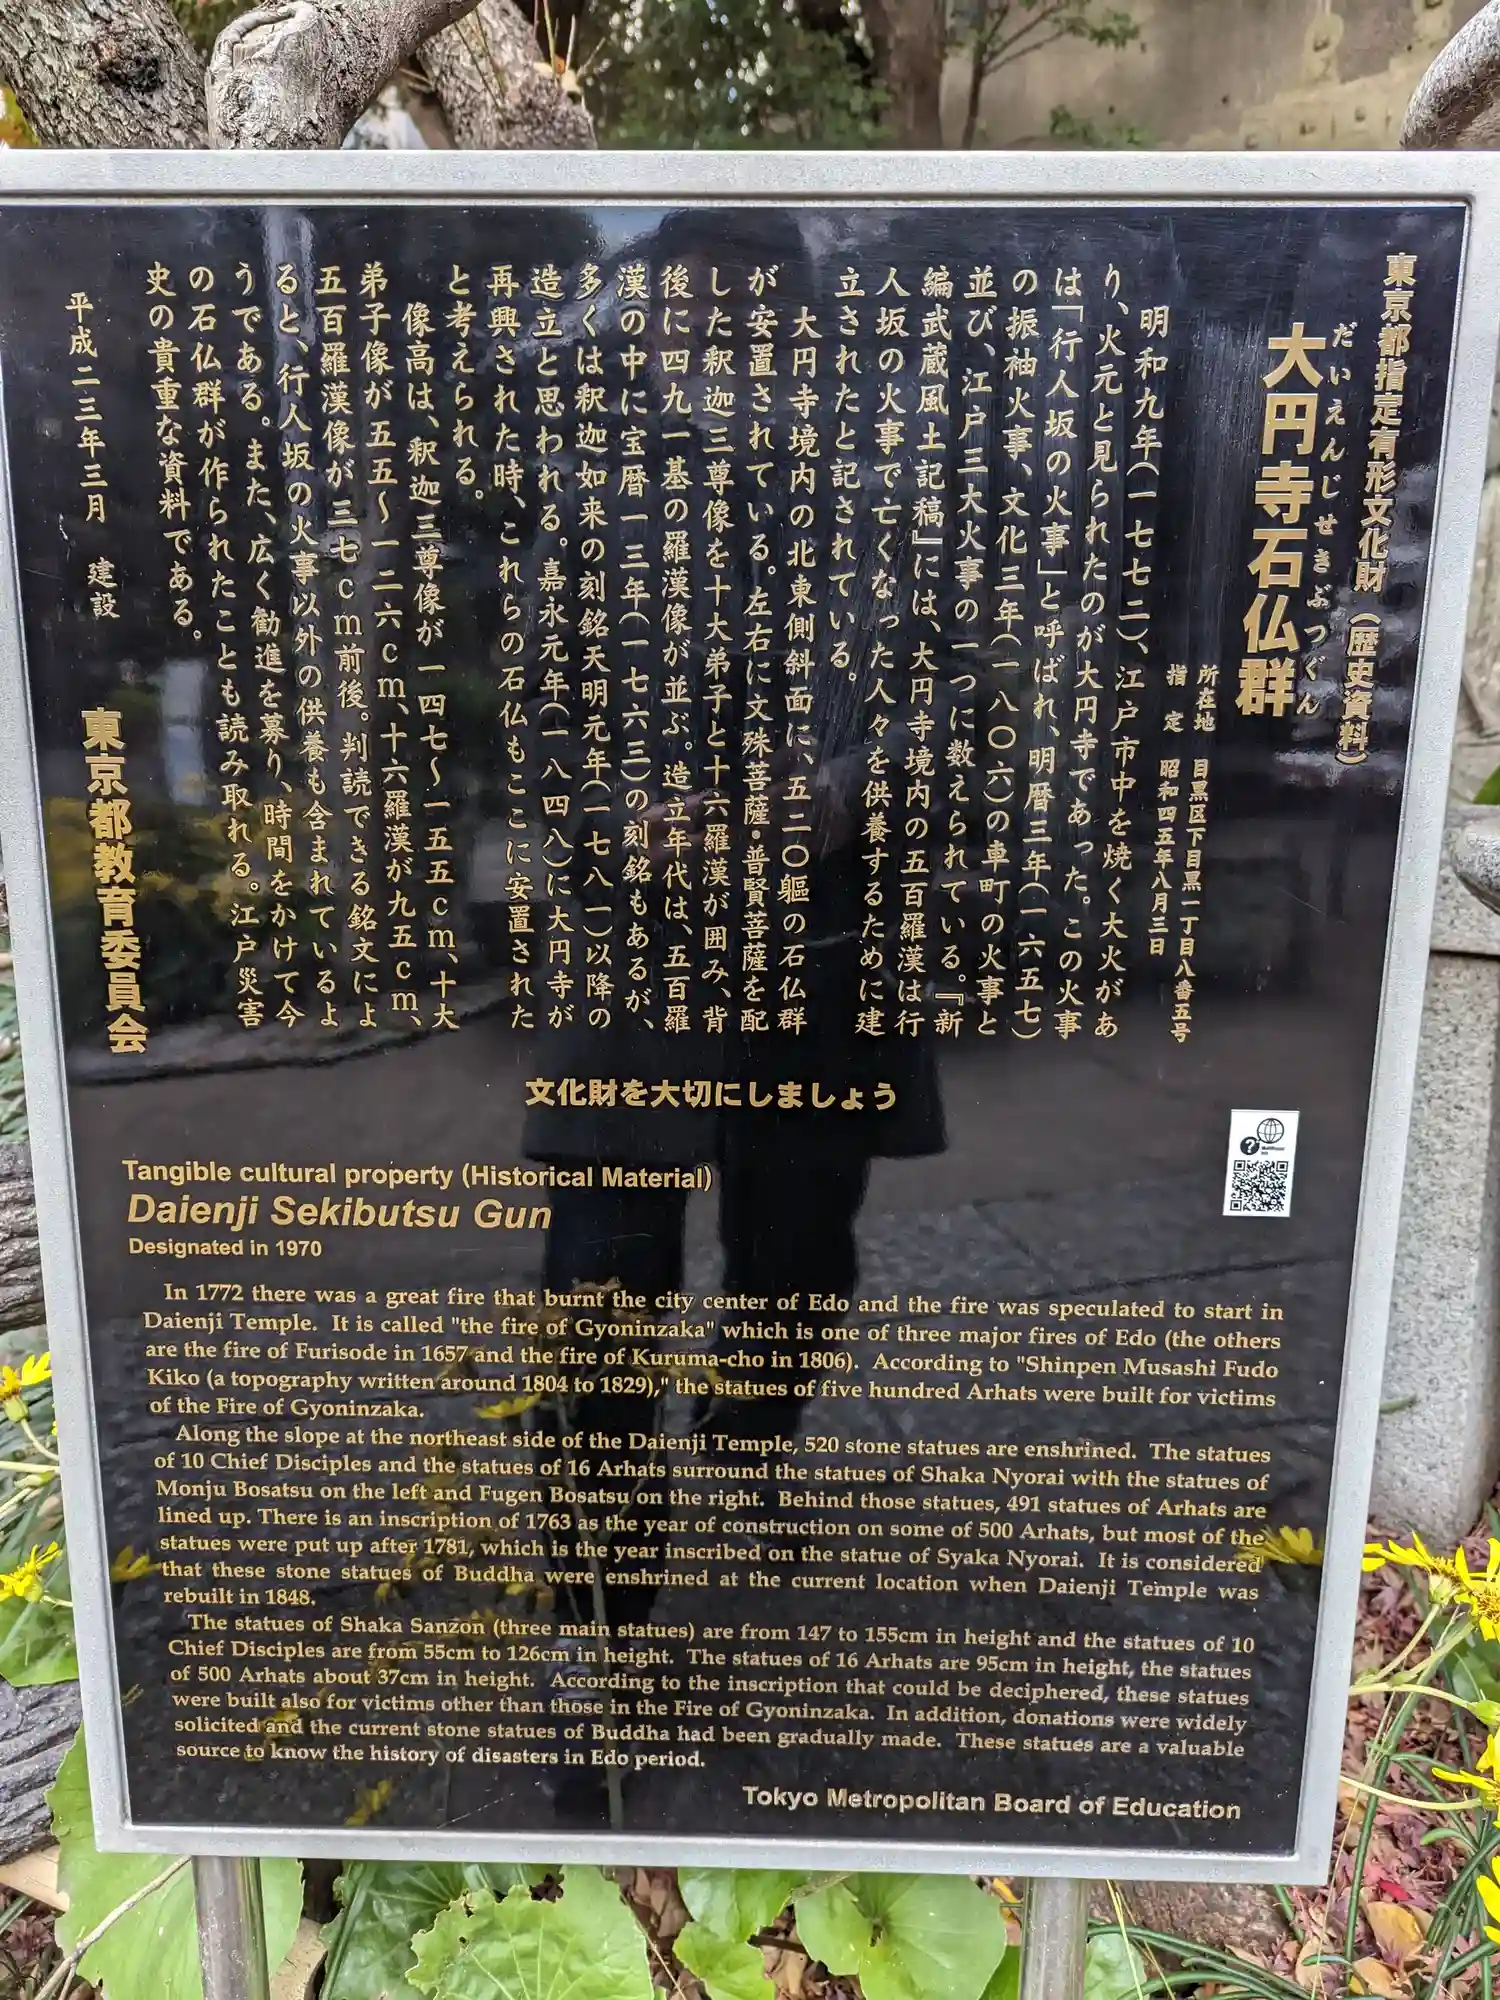 東京都指定有形文化財（歴史資料）
だいえんじせきぶつぐん
大円寺石仏群
所在地　目黒区下目黒一丁目八番五号
指　定　昭和四五年八月三日
明和九年（一七七二）、江戸市中を焼く大火があ
り、火元と見られたのが大円寺であった。この火事
は「行人坂の火事」と呼ばれ、明暦三年（一六五七）
の振袖火事、文化三年（一八〇六）の車町の火事と
並び、江戸三大火事の一つに数えられている。『新
編武蔵風土記稿』には、大円寺境内の五百羅漢は行
人坂の火事で亡くなった人々を供養するために建
立されたと記されている。
大円寺境内の北東側斜面に、五二〇軀の石仏群
が安置されている。左右に文殊菩薩・普賢菩薩を配
した釈迦三尊像を十大弟子と十六羅漢が囲み、背
後に四九一基の羅漢像が並ぶ。造立年代は、五百羅
漢の中に宝暦一三年（一七六三）の刻銘もあるが、
多くは釈迦如来の刻銘天明元年（一七八一）以降の
造立と思われる。嘉永元年（一八四八）に大円寺が
再興された時、これらの石仏もここに安置された
と考えられる。
像高は、釈迦三尊像が一四七〜一五五ｃｍ、十大
弟子像が五五〜一二六ｃｍ、十六羅漢が九五ｃｍ、
五百羅漢像が三七ｃｍ前後。判読できる銘文によ
ると、行人坂の火事以外の供養も含まれているよ
うである。また、広く勧進を募り、時間をかけて今
の石仏群が作られたことも読み取れる。江戸災害
史の貴重な資料である。
平成二三年三月　建設
東京都教育委員会
文化財を大切にしましょう
Tangible cultural property (Historical Material)
Daienji Sekibutsu Gun
Designated in 1970
In 1772 there was a great fire that burnt the city center of Edo and the fire was speculated to start in
Daienji Temple. It is called "the fire of Gyoninzaka" which is one of three major fires of Edo (the others
are the fire of Furisode in 1657 and the fire of Kuruma-cho in 1806). According to "Shinpen Musashi Fudo
Kiko (a topography written around 1804 to 1829)," the statues of five hundred Arhats were built for victims
of the Fire of Gyoninzaka.
Along the slope at the northeast side of the Daienji Temple, 520 stone statues are enshrined. The statues
of 10 Chief Disciples and the statues of 16 Arhats surround the statues of Shaka Nyorai with the statues of
Monju Bosatsu on the left and Fugen Bosatsu on the right. Behind those statues, 491 statues of Arhats are
lined up. There is an inscription of 1763 as the year of construction on some of 500 Arhats, but most of the
statues were put up after 1781, which is the year inscribed on the statue of Syaka Nyorai. It is considered
that these stone statues of Buddha were enshrined at the current location when Daienji Temple was
rebuilt in 1848.
The statues of Shaka Sanzon (three main statues) are from 147 to 155cm in height and the statues of 10
Chief Disciples are from 55cm to 126cm in height. The statues of 16 Arhats are 95cm in height, the statues
of 500 Arhats about 37cm in height. According to the inscription that could be deciphered, these statues
were built also for victims other than those in the Fire of Gyoninzaka. In addition, donations were widely
solicited and the current stone statues of Buddha had been gradually made. These statues are a valuable
source to know the history of disasters in Edo period.
Tokyo Metropolitan Board of Education